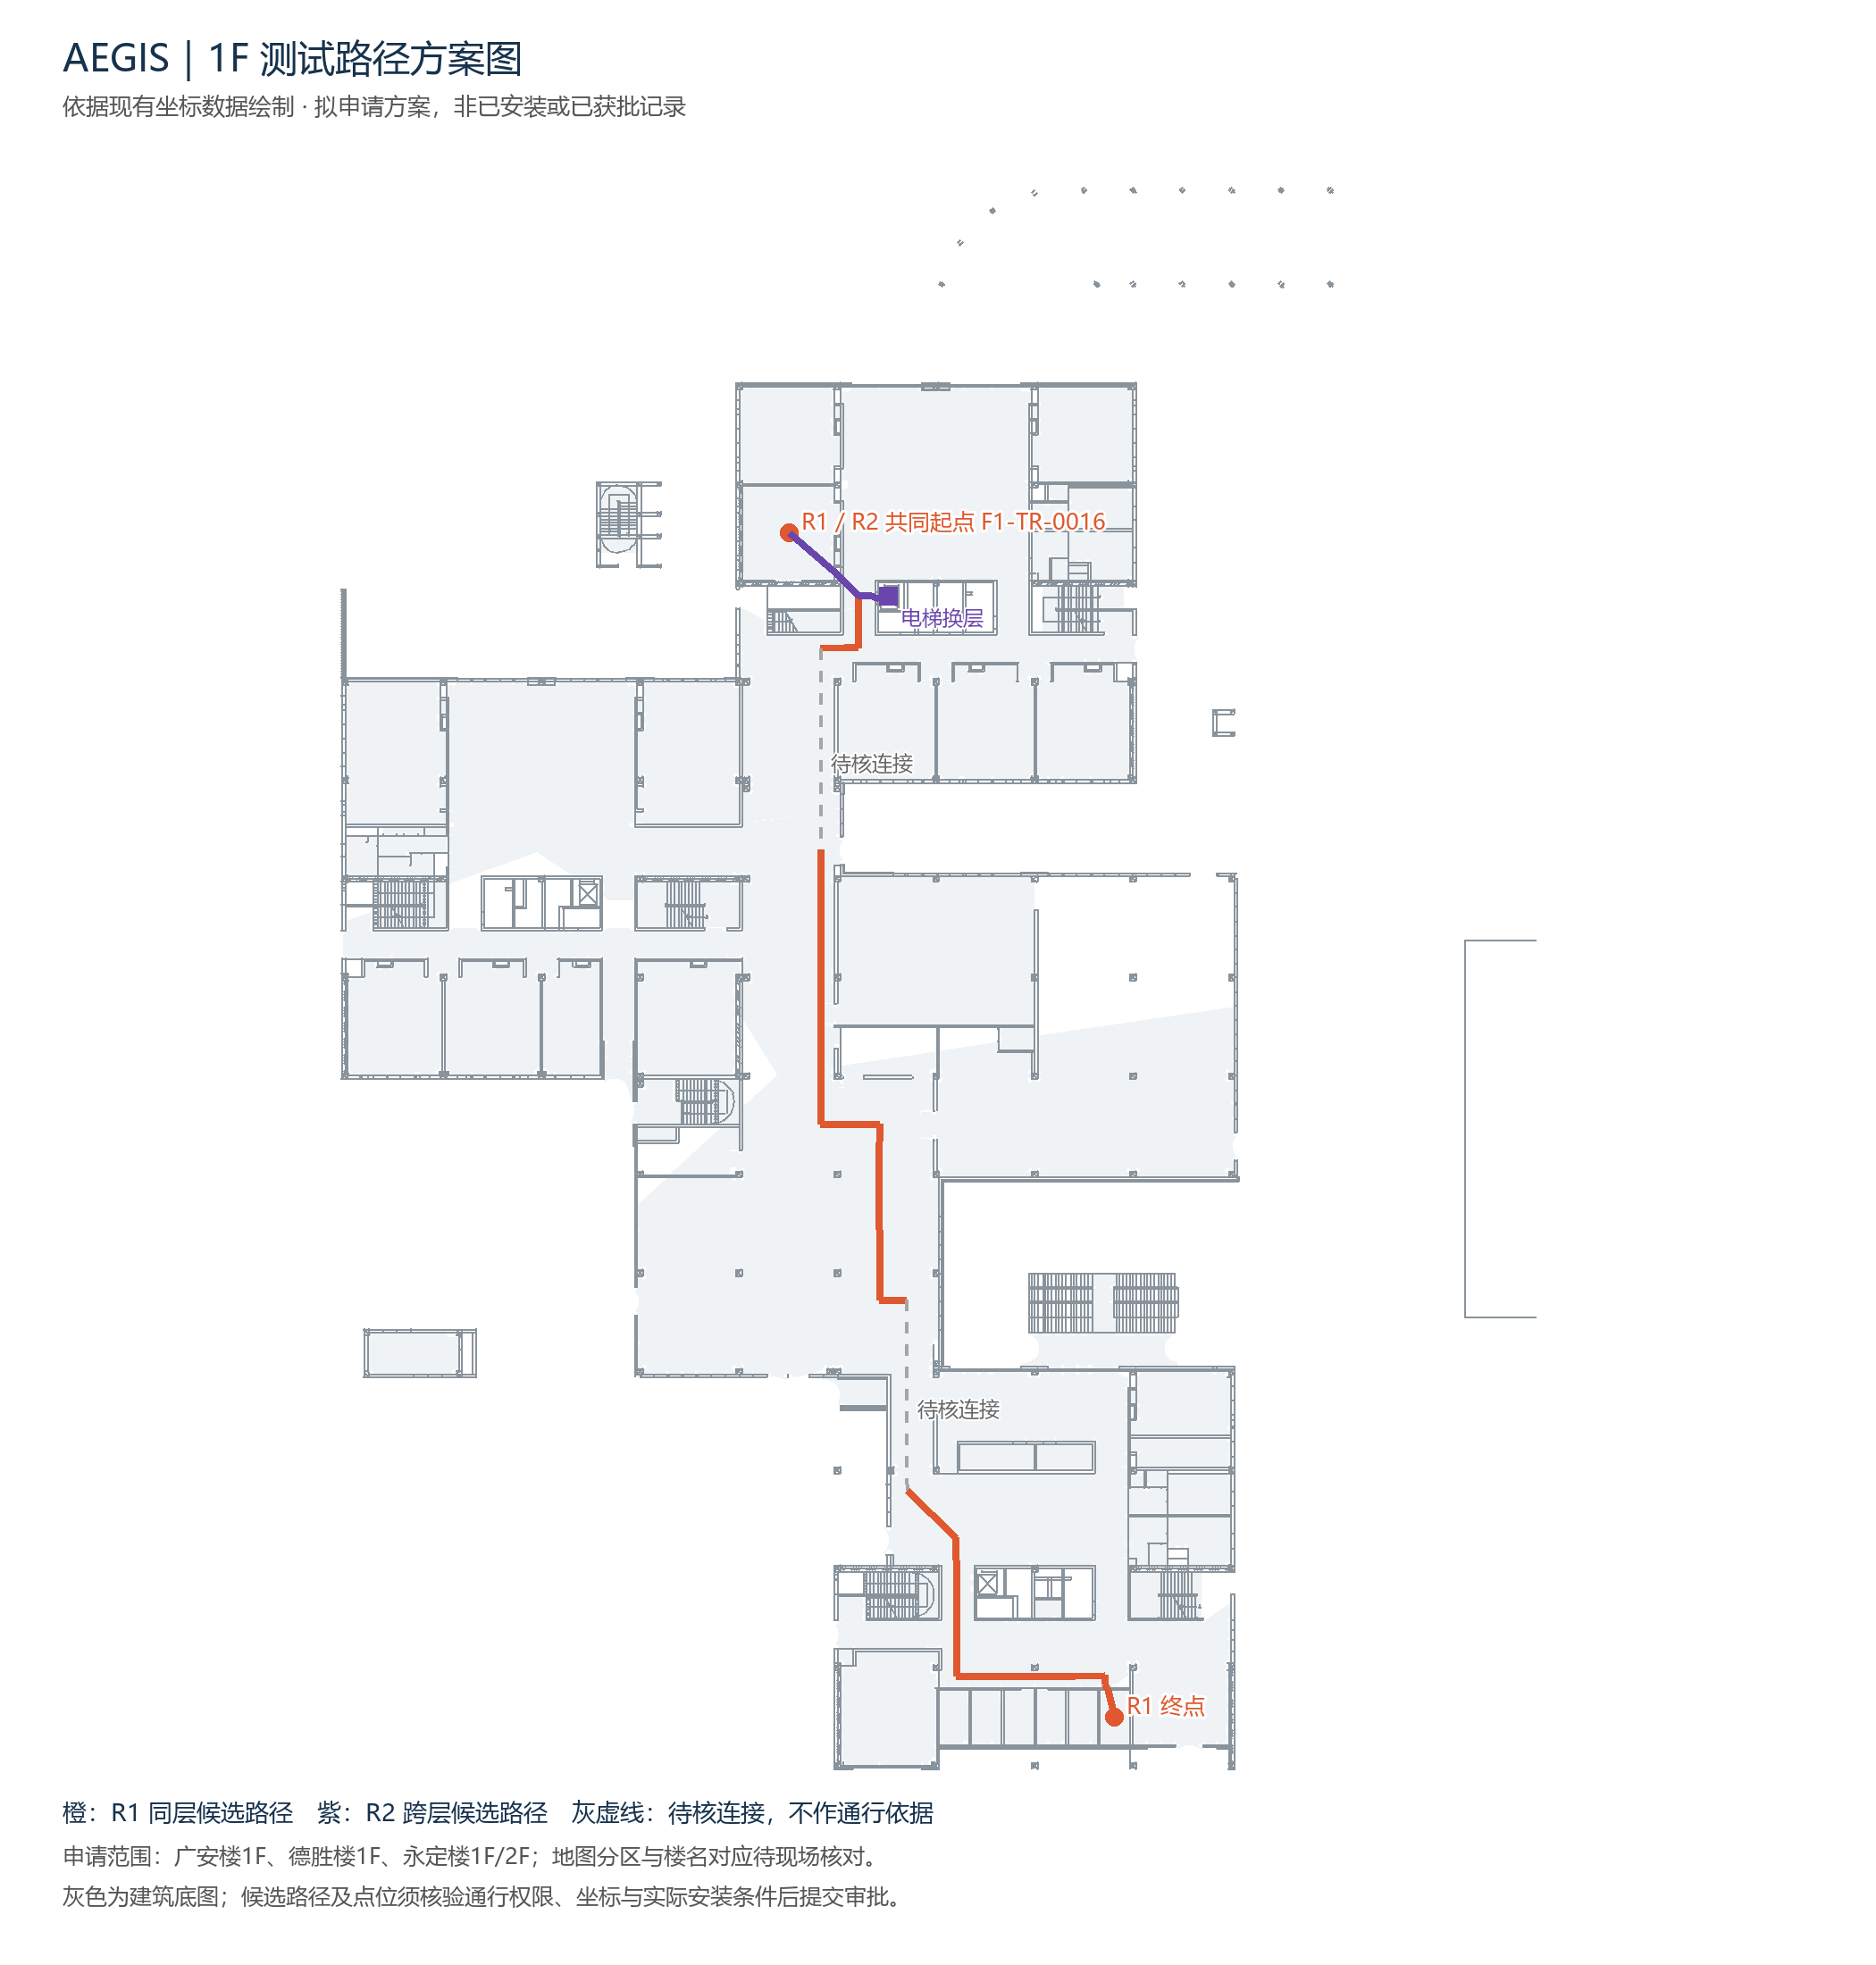 AEGIS｜1F 测试路径方案图
依据现有坐标数据绘制 · 拟申请方案，非已安装或已获批记录
R1 / R2 共同起点 F1-TR-0016
电梯换层
待核连接
待核连接
R1 终点
橙：R1 同层候选路径　紫：R2 跨层候选路径　灰虚线：待核连接，不作通行依据
申请范围：广安楼1F、德胜楼1F、永定楼1F/2F；地图分区与楼名对应待现场核对。
灰色为建筑底图；候选路径及点位须核验通行权限、坐标与实际安装条件后提交审批。